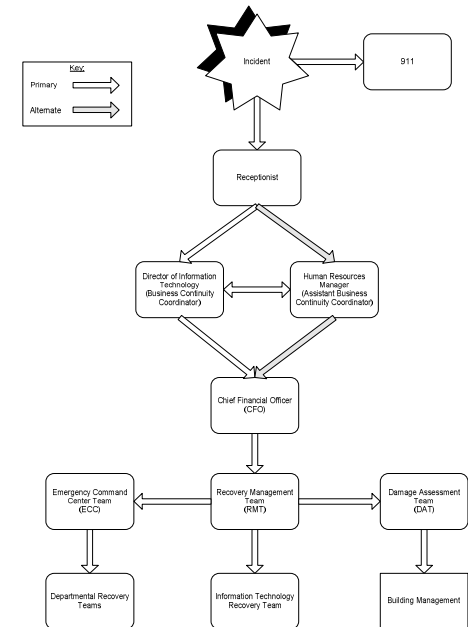 Incident
911
Key:
Primary
Alternate
Receptionist
Director of Information
Technology
(Business Continuity
Coordinator)
Human Resources
Manager
(Assistant Business
Continuity Coordinator)
Chief Financial Officer
(CFO)
Emergency Command
Center Team
(ECC)
Recovery Management
Team
(RMT)
Damage Assessment
Team
(DAT)
Departmental Recovery
Teams
Information Technology
Recovery Team
Building Management